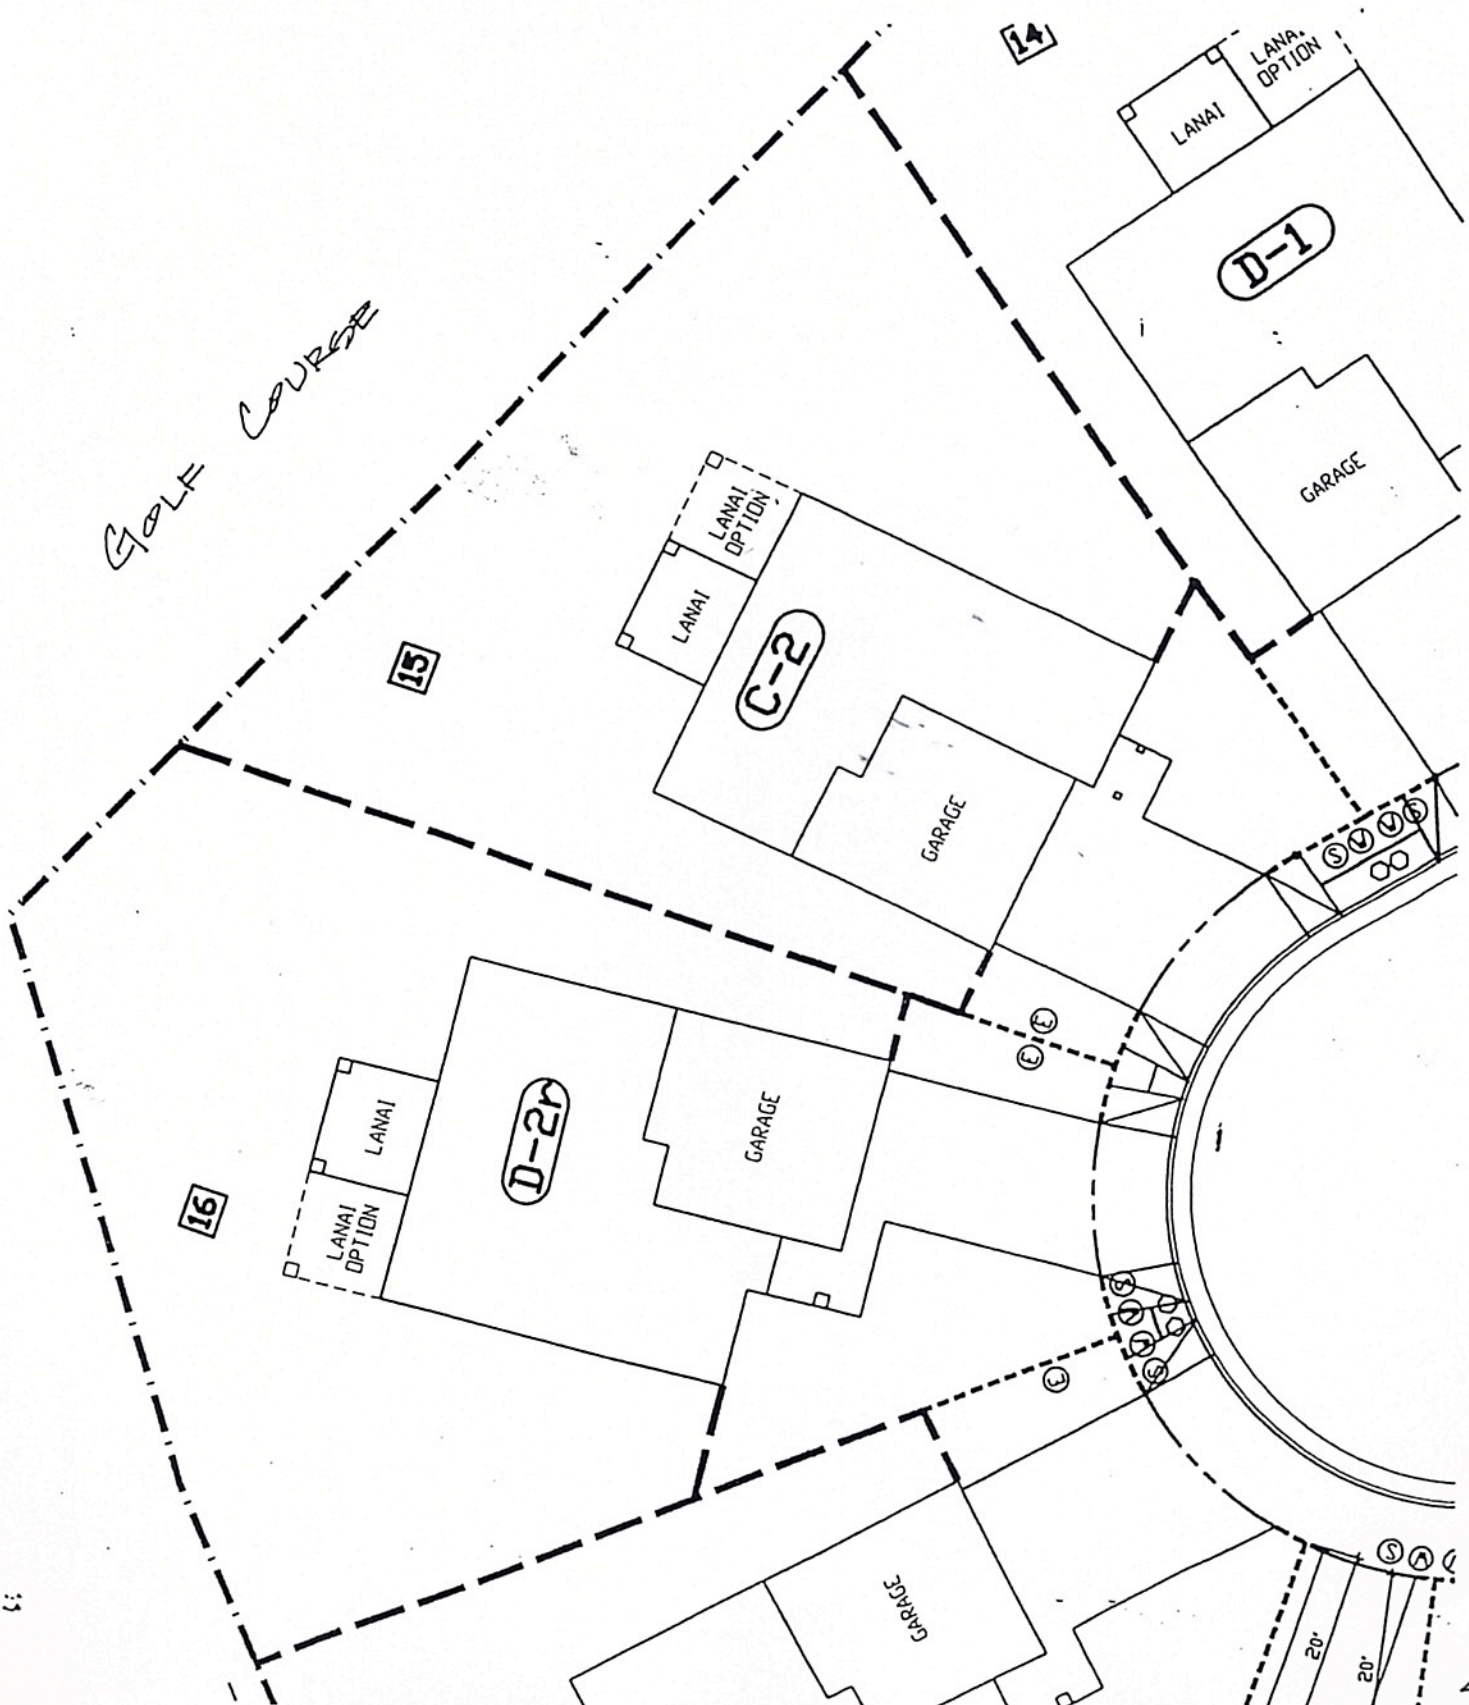 14
LANAI
OPTION
LANAI
D-1
GARAGE
GOLF COURSE
LANAI
OPTION
LANAI
C-2
15
GARAGE
S W W S
E
E
D-2r
GARAGE
LANAI
LANAI
OPTION
16
S
W
W
S
E
GARAGE
S W
20'
20'